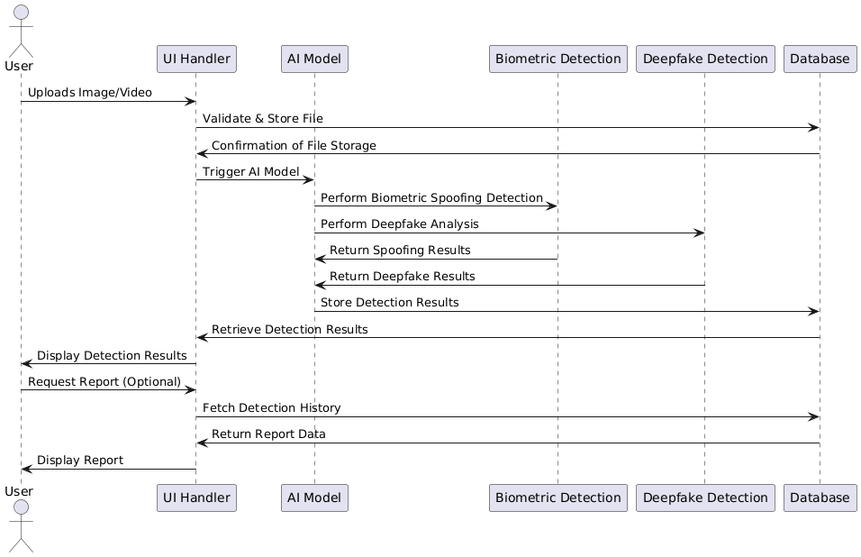 User
UI Handler
AI Model
Biometric Detection
Deepfake Detection
Database
Uploads Image/Video
Validate & Store File
Confirmation of File Storage
Trigger AI Model
Perform Biometric Spoofing Detection
Perform Deepfake Analysis
Return Spoofing Results
Return Deepfake Results
Store Detection Results
Retrieve Detection Results
Display Detection Results
Request Report (Optional)
Fetch Detection History
Return Report Data
Display Report
User
UI Handler
AI Model
Biometric Detection
Deepfake Detection
Database